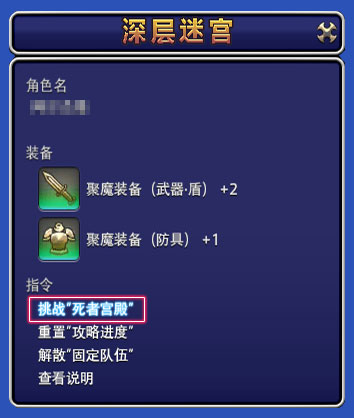 深层迷宫
角色名
装备
聚魔装备（武器·盾） +2
聚魔装备（防具） +1
指令
挑战“死者宫殿”
重置“攻略进度”
解散“固定队伍”
查看说明